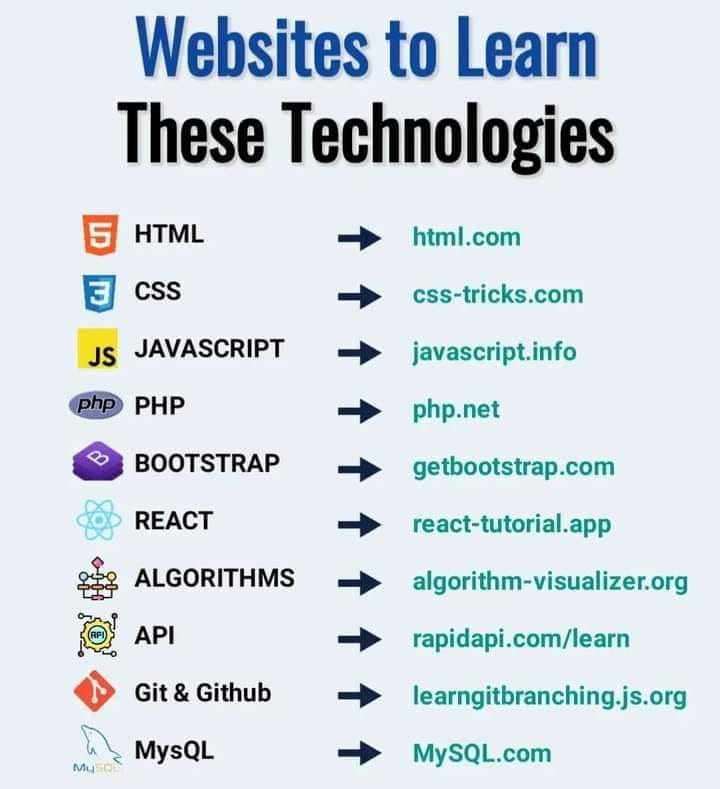 Websites to Learn
These Technologies
5 HTML → html.com
3 CSS → css-tricks.com
JS JAVASCRIPT → javascript.info
php PHP → php.net
B BOOTSTRAP → getbootstrap.com
REACT → react-tutorial.app
ALGORITHMS → algorithm-visualizer.org
API API → rapidapi.com/learn
Git & Github → learngitbranching.js.org
MySQL MysQL → MySQL.com